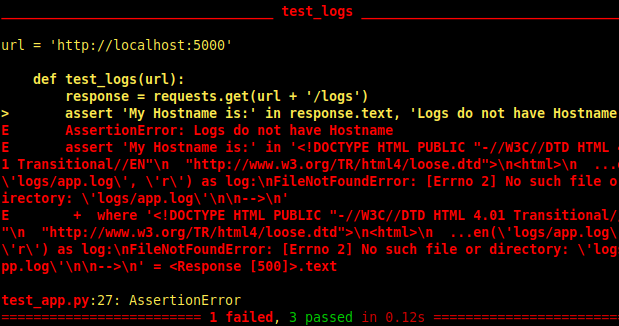 __________________________________ test_logs ________________________________
url = 'http://localhost:5000'
    def test_logs(url):
        response = requests.get(url + '/logs')
>       assert 'My Hostname is:' in response.text, 'Logs do not have Hostname
E       AssertionError: Logs do not have Hostname
E       assert 'My Hostname is:' in '<!DOCTYPE HTML PUBLIC "-//W3C//DTD HTML 4
1 Transitional//EN"\n  "http://www.w3.org/TR/html4/loose.dtd">\n<html>\n  ...e
\'logs/app.log\', \'r\') as log:\nFileNotFoundError: [Errno 2] No such file o
irectory: \'logs/app.log\'\n\n-->\n'
E        +  where '<!DOCTYPE HTML PUBLIC "-//W3C//DTD HTML 4.01 Transitional/
"\n  "http://www.w3.org/TR/html4/loose.dtd">\n<html>\n  ...en(\'logs/app.log\
\'r\') as log:\nFileNotFoundError: [Errno 2] No such file or directory: \'log
pp.log\'\n\n-->\n' = <Response [500]>.text
test_app.py:27: AssertionError
========================= 1 failed, 3 passed in 0.12s =======================